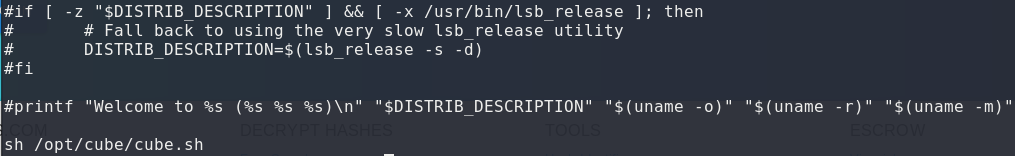 #if [ -z "$DISTRIB_DESCRIPTION" ] && [ -x /usr/bin/lsb_release ]; then
#       # Fall back to using the very slow lsb_release utility
#       DISTRIB_DESCRIPTION=$(lsb_release -s -d)
#fi
#printf "Welcome to %s (%s %s %s)\n" "$DISTRIB_DESCRIPTION" "$(uname -o)" "$(uname -r)" "$(uname -m)"
.COM DECRYPT HASHES TOOLS ESCROW
sh /opt/cube/cube.sh